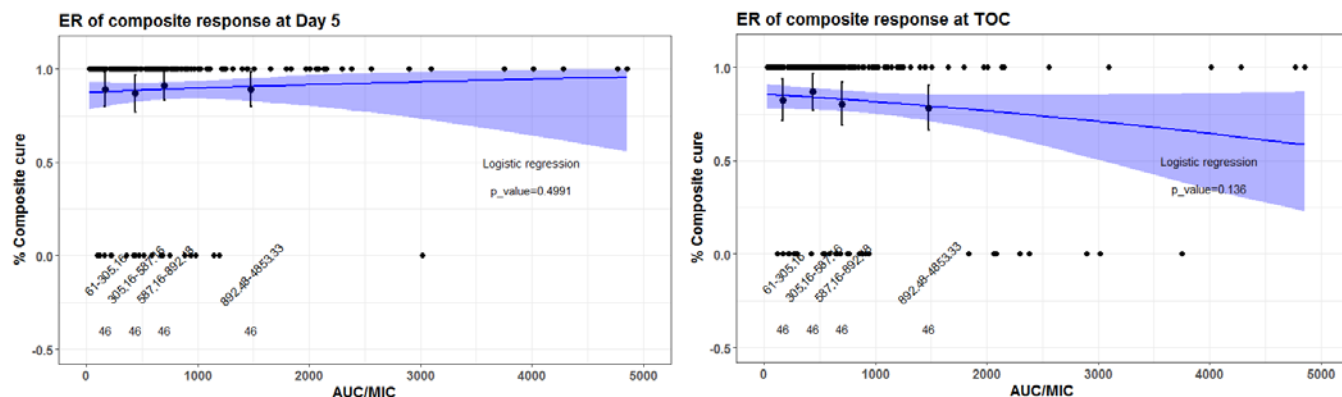 ER of composite response at Day 5
% Composite cure
1.0
0.5
0.0
-0.5
Logistic regression
p_value=0.4991
61-305.16
305.16-587.16
587.16-892.48
892.48-4853.33
46 46 46 46
0 1000 2000 3000 4000 5000
AUC/MIC
ER of composite response at TOC
% Composite cure
1.0
0.5
0.0
-0.5
Logistic regression
p_value=0.136
61-305.16
305.16-587.16
587.16-892.48
892.48-4853.33
46 46 46 46
0 1000 2000 3000 4000 5000
AUC/MIC